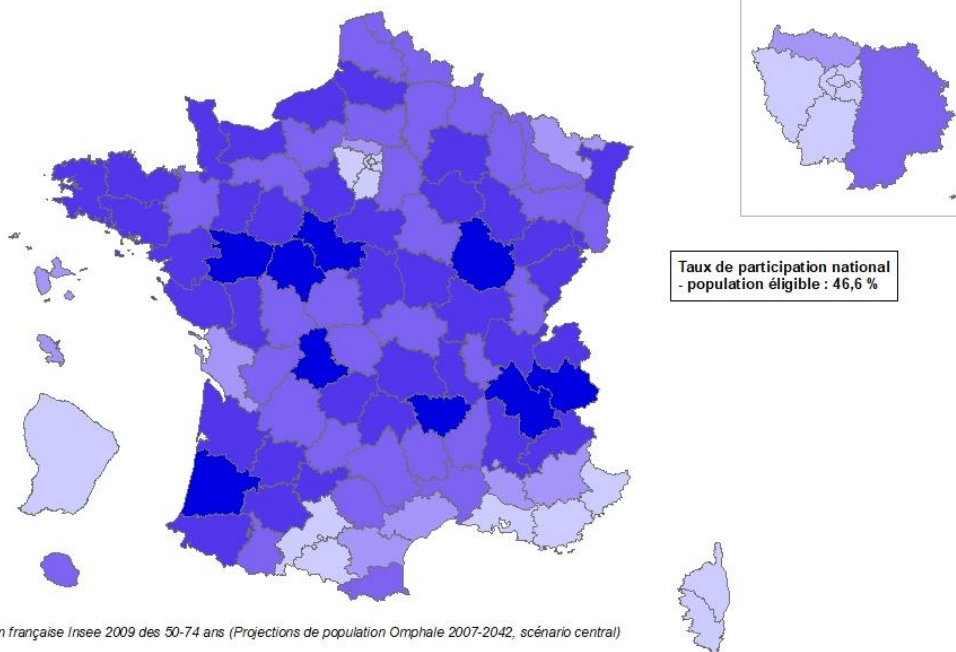 Taux de participation national
- population éligible : 46,6 %
n française Insee 2009 des 50-74 ans (Projections de population Omphale 2007-2042, scénario central)